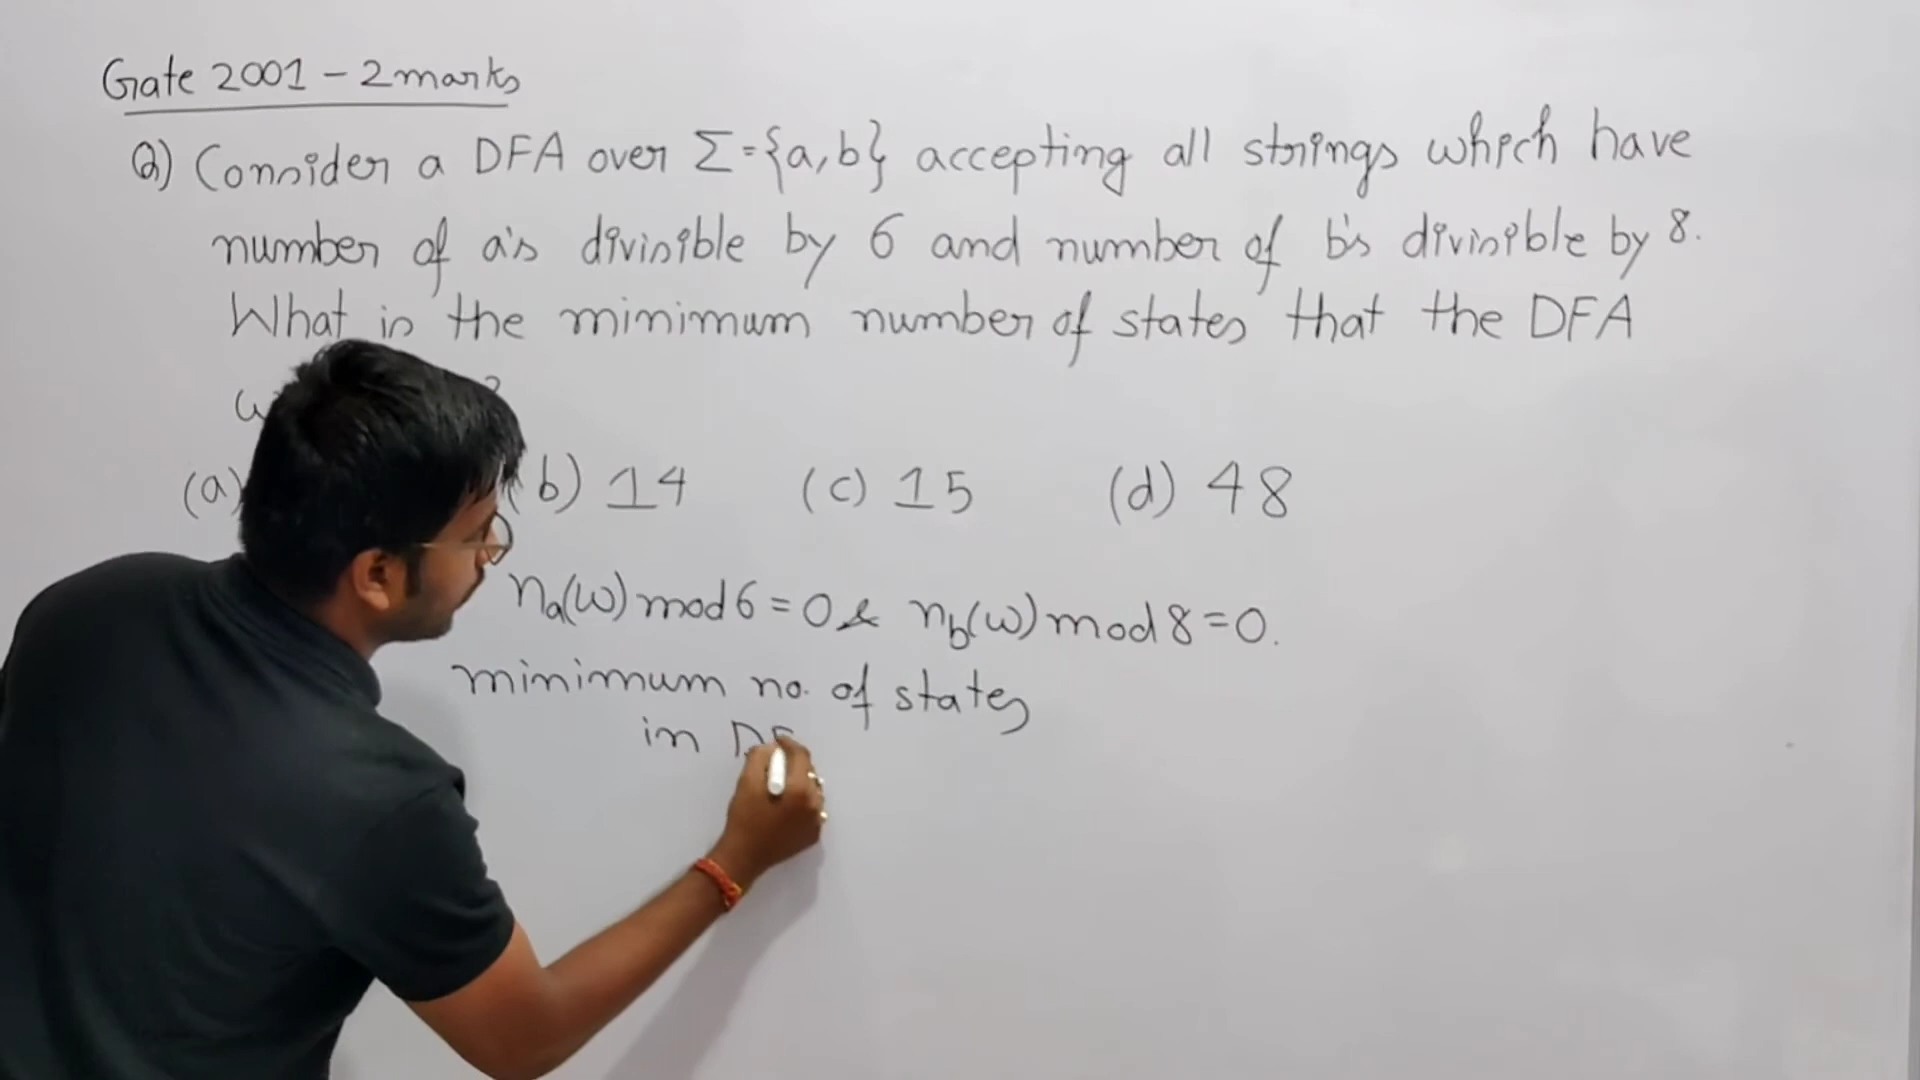 Gate 2001 - 2 marks
Q) Consider a DFA over Σ={a,b} accepting all strings which have
number of a's divisible by 6 and number of b's divisible by 8.
What is the minimum number of states that the DFA
?
(a) (b) 14 (c) 15 (d) 48
na(w) mod 6 = 0 & nb(w) mod 8 = 0.
minimum no. of states
in